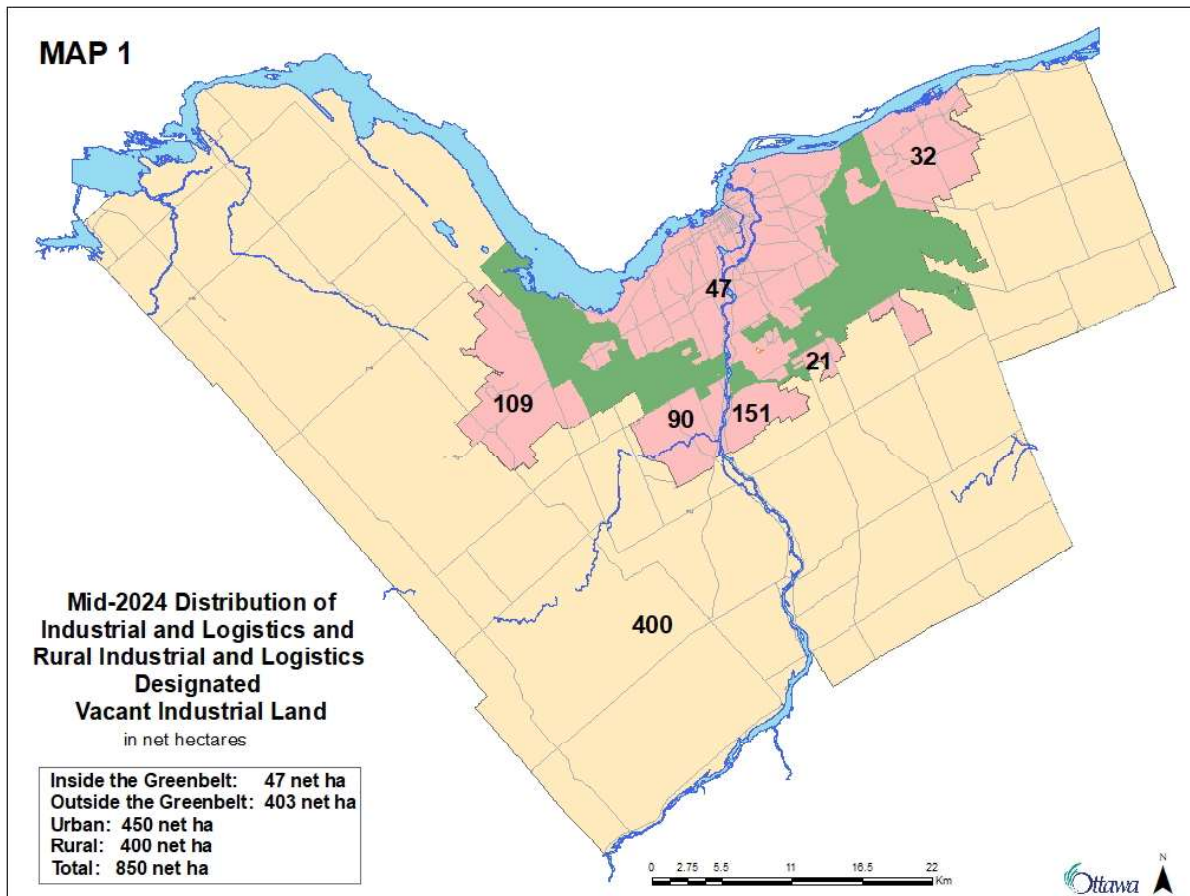 MAP 1
32
47
21
109
90
151
400
Mid-2024 Distribution of
Industrial and Logistics and
Rural Industrial and Logistics
Designated
Vacant Industrial Land
in net hectares
Inside the Greenbelt: 47 net ha
Outside the Greenbelt: 403 net ha
Urban: 450 net ha
Rural: 400 net ha
Total: 850 net ha
0 2.75 5.5 11 16.5 22
Km
Ottawa
N